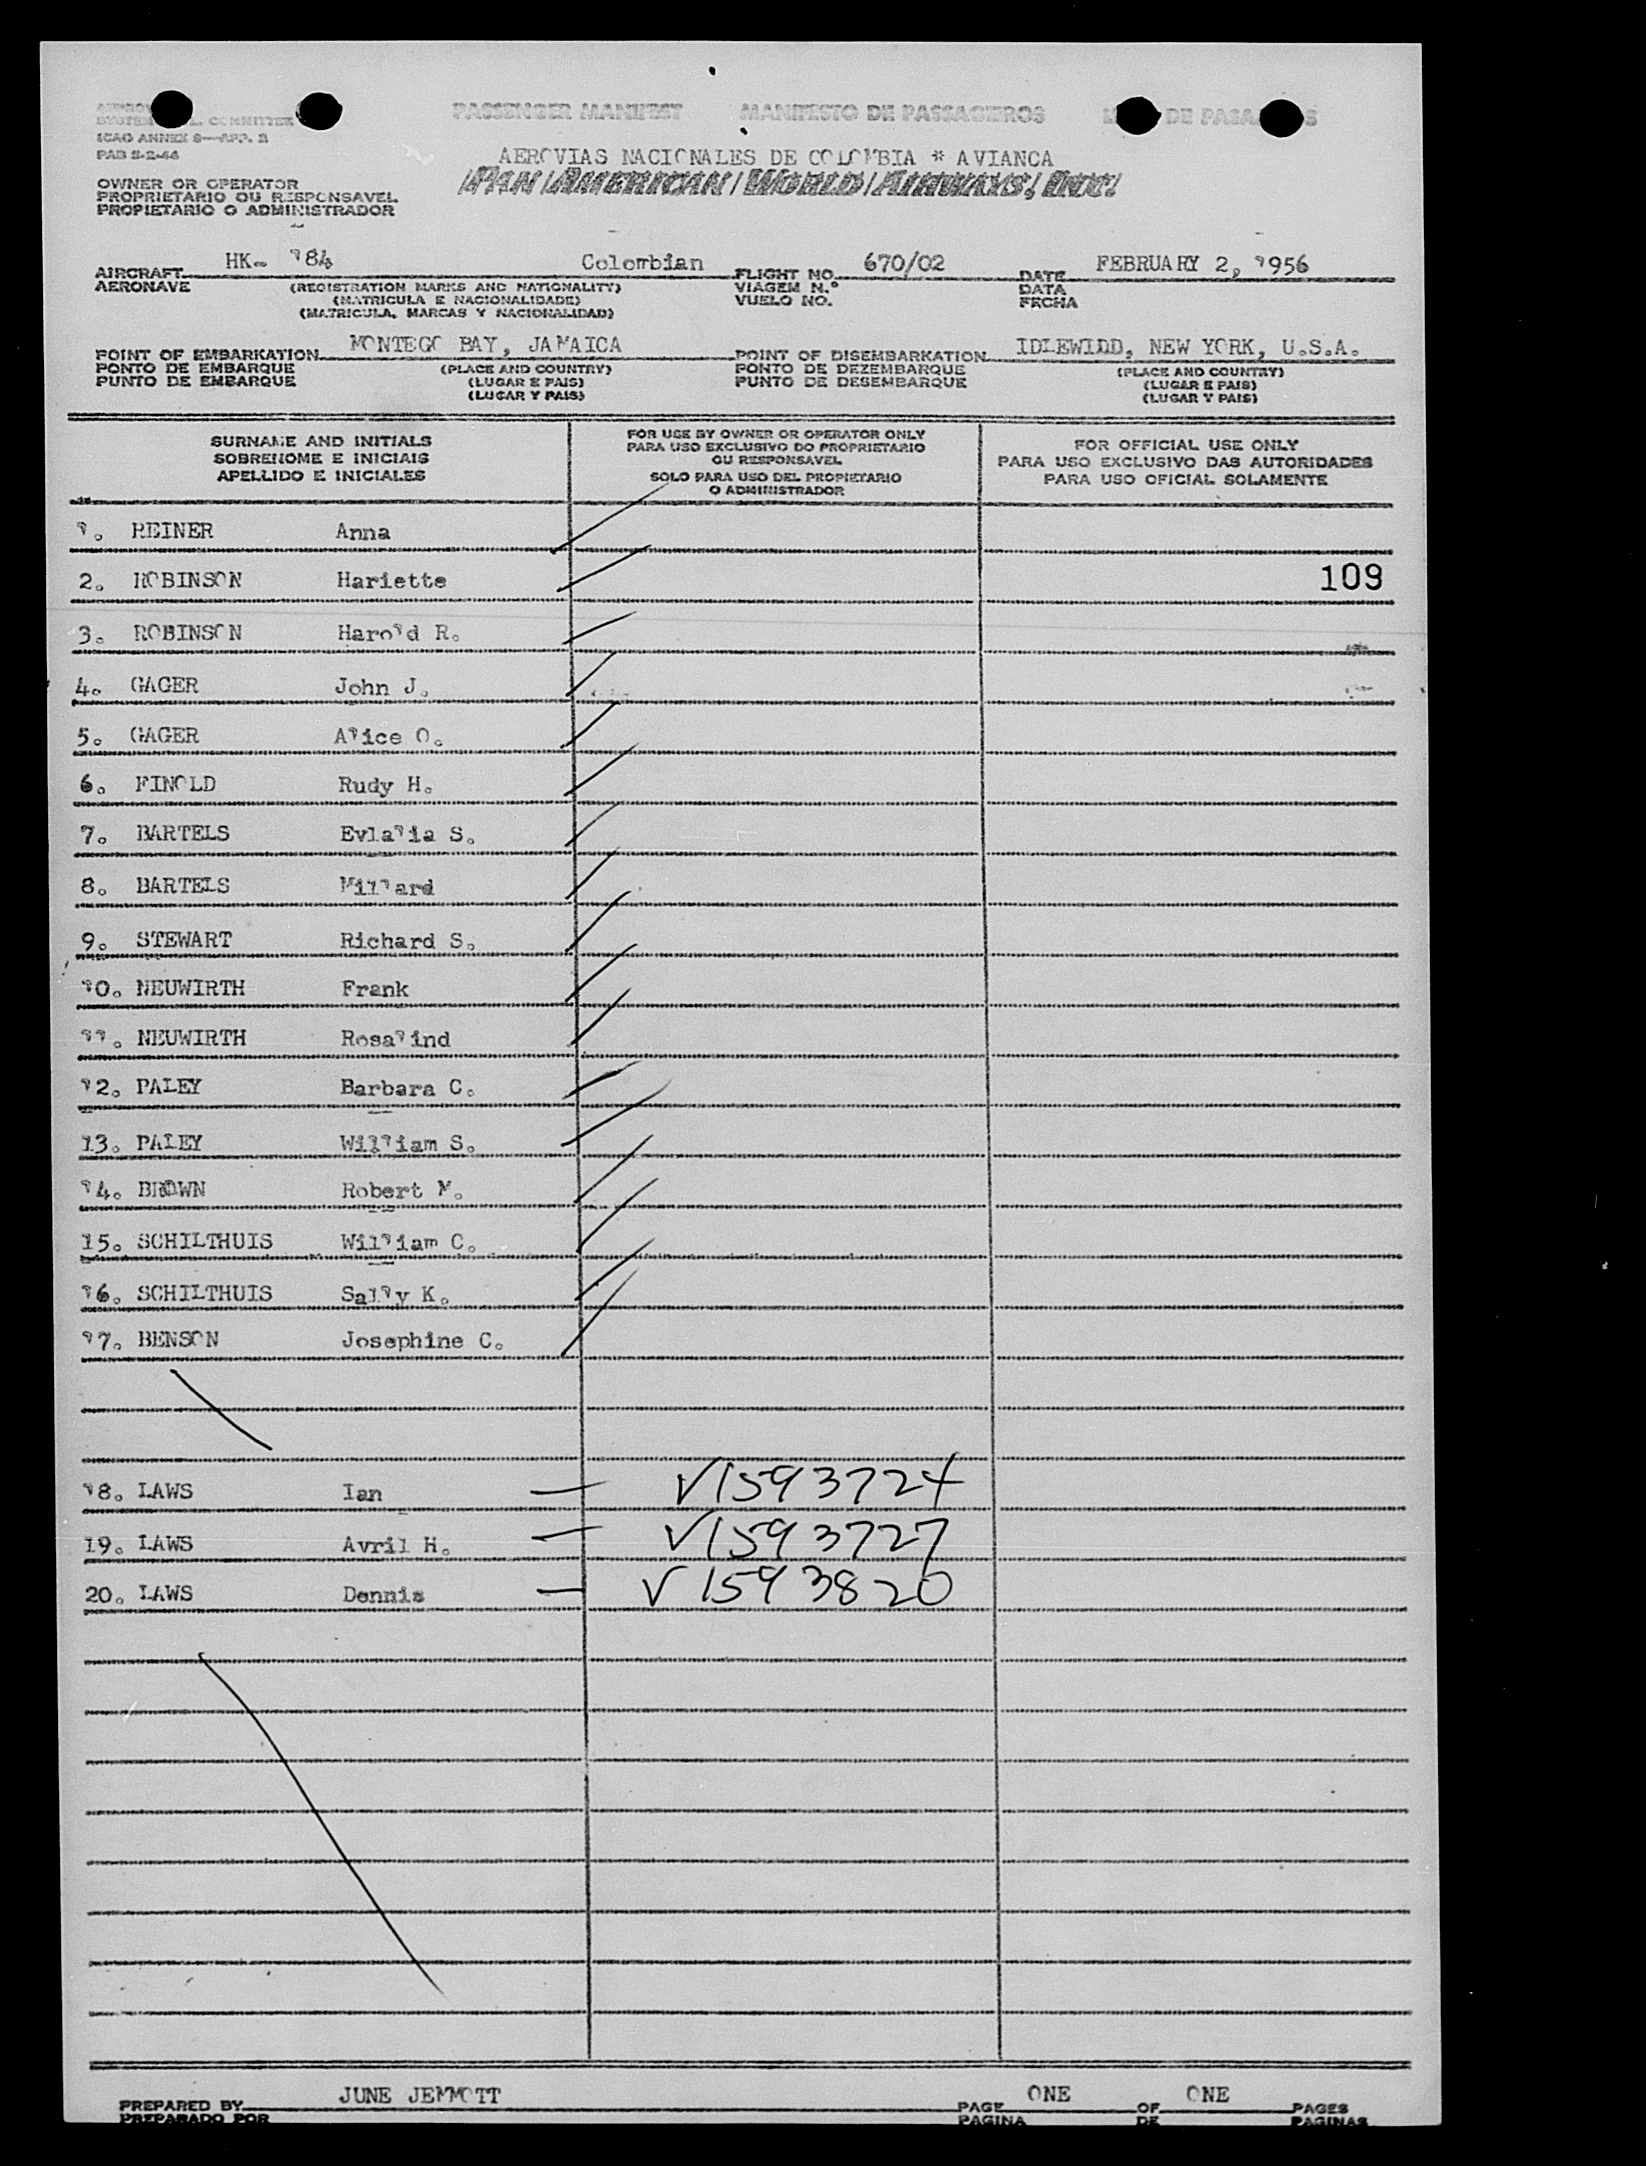 PASSENGER MANIFEST MANIFESTO DE PASSAGEIROS DE
COMMITTEE
ICAO ANNEX 9—APP. B
PAB
AEROVIAS NACIONALES DE COLOMBIA * AVIANCA
PAN AMERICAN WORLD AIRWAYS, INC.
OWNER OR OPERATOR
PROPRIETARIO OU RESPONSAVEL
PROPIETARIO O ADMINISTRADOR
AIRCRAFT HK- 184 Colombian FLIGHT NO. 670/02 DATE FEBRUARY 2, 1956
AERONAVE (REGISTRATION MARKS AND NATIONALITY) VIAGEM N.º DATA
(MATRICULA E NACIONALIDADE) VUELO NO. FECHA
(MATRICULA, MARCAS Y NACIONALIDAD)
POINT OF EMBARKATION MONTEGO BAY, JAMAICA POINT OF DISEMBARKATION IDLEWIDD, NEW YORK, U.S.A.
PONTO DE EMBARQUE (PLACE AND COUNTRY) PONTO DE DEZEMBARQUE (PLACE AND COUNTRY)
PUNTO DE EMBARQUE (LUGAR E PAIS) PUNTO DE DESEMBARQUE (LUGAR E PAIS)
(LUGAR Y PAIS) (LUGAR Y PAIS)
SURNAME AND INITIALS
SOBRENOME E INICIAIS
APELLIDO E INICIALES
FOR USE BY OWNER OR OPERATOR ONLY
PARA USO EXCLUSIVO DO PROPRIETARIO
OU RESPONSAVEL
SOLO PARA USO DEL PROPIETARIO
O ADMINISTRADOR
FOR OFFICIAL USE ONLY
PARA USO EXCLUSIVO DAS AUTORIDADES
PARA USO OFICIAL SOLAMENTE
1. REINER Anna
2. ROBINSON Hariette 109
3. ROBINSON Harold R.
4. GAGER John J.
5. GAGER Alice O.
6. FINOLD Rudy H.
7. BARTELS Evlalia S.
8. BARTELS Millard
9. STEWART Richard S.
10. NEUWIRTH Frank
11. NEUWIRTH Rosalind
12. PALEY Barbara C.
13. PALEY William S.
14. BROWN Robert M.
15. SCHILTHUIS William C.
16. SCHILTHUIS Sally K.
17. BENSON Josephine C.
18. LAWS Ian — V1593724
19. LAWS Avril H. — V1593727
20. LAWS Dennis — V1593820
PREPARED BY JUNE JEMMOTT PAGE ONE OF ONE PAGES
PREPARADO POR PAGINA DE PAGINAS